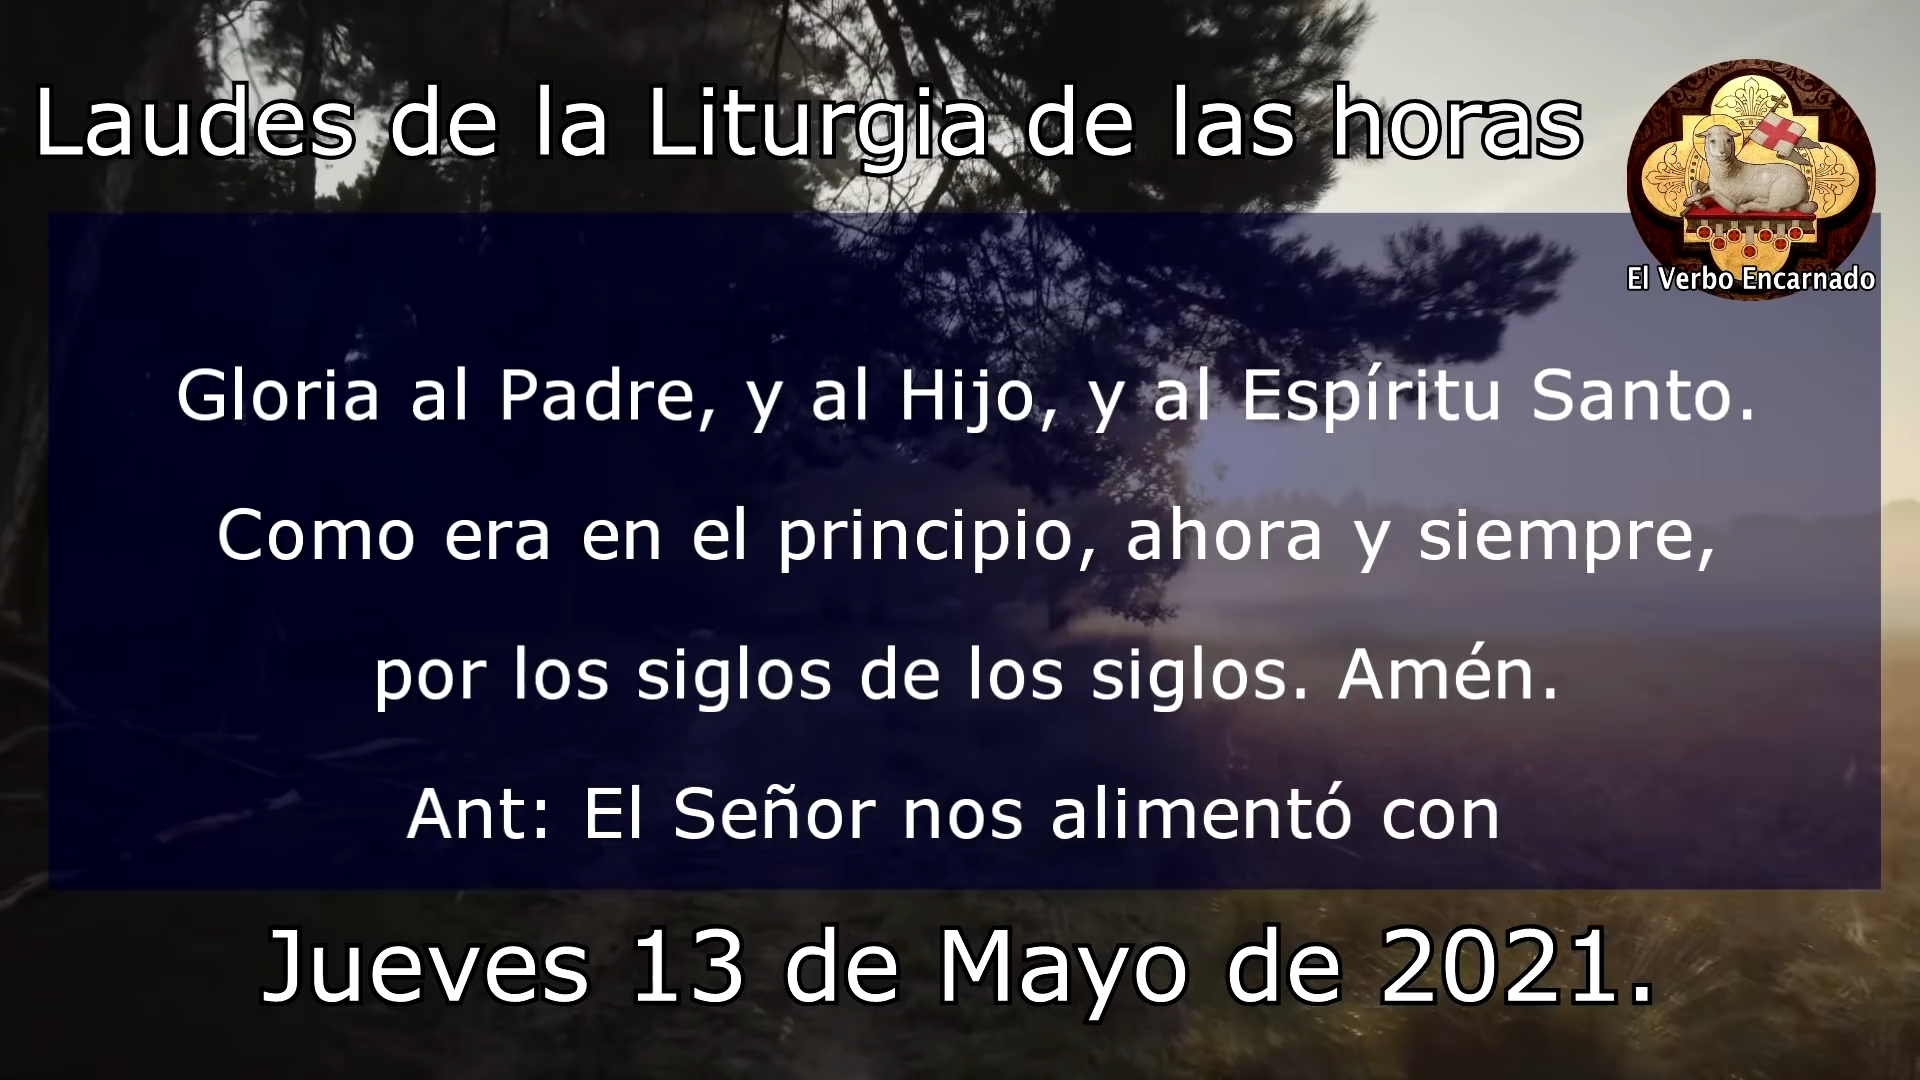 Laudes de la Liturgia de las horas
El Verbo Encarnado
Gloria al Padre, y al Hijo, y al Espíritu Santo.
Como era en el principio, ahora y siempre,
por los siglos de los siglos. Amén.
Ant: El Señor nos alimentó con
Jueves 13 de Mayo de 2021.